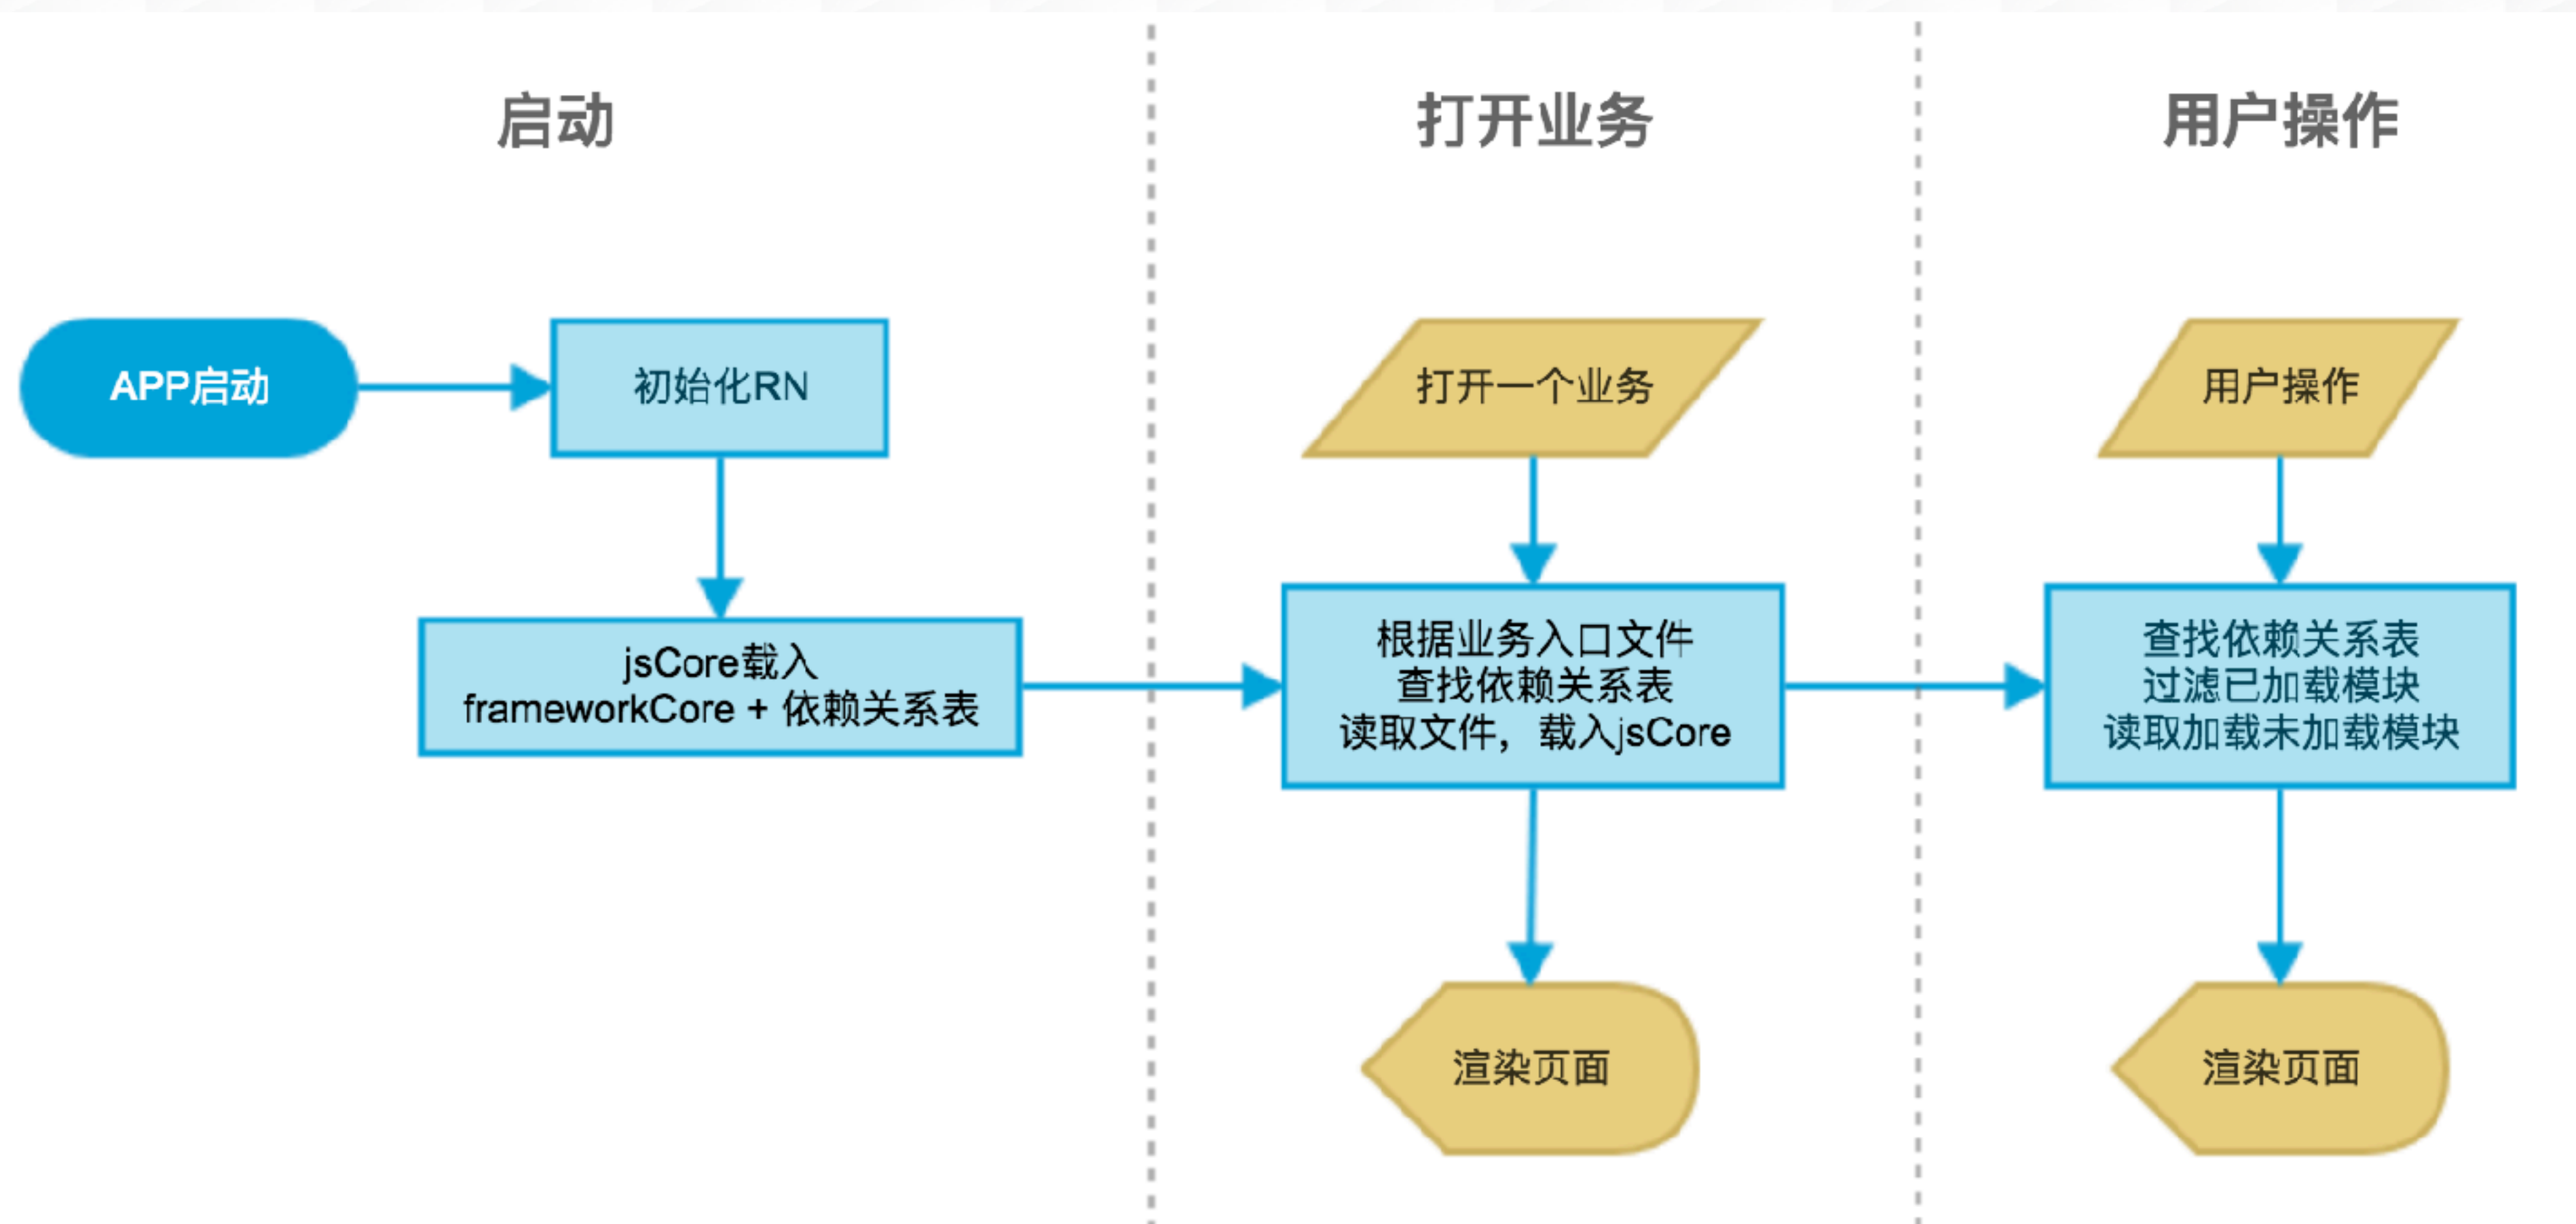 启动
打开业务
用户操作
APP启动
初始化RN
jsCore载入
frameworkCore + 依赖关系表
打开一个业务
根据业务入口文件
查找依赖关系表
读取文件，载入jsCore
渲染页面
用户操作
查找依赖关系表
过滤已加载模块
读取加载未加载模块
渲染页面